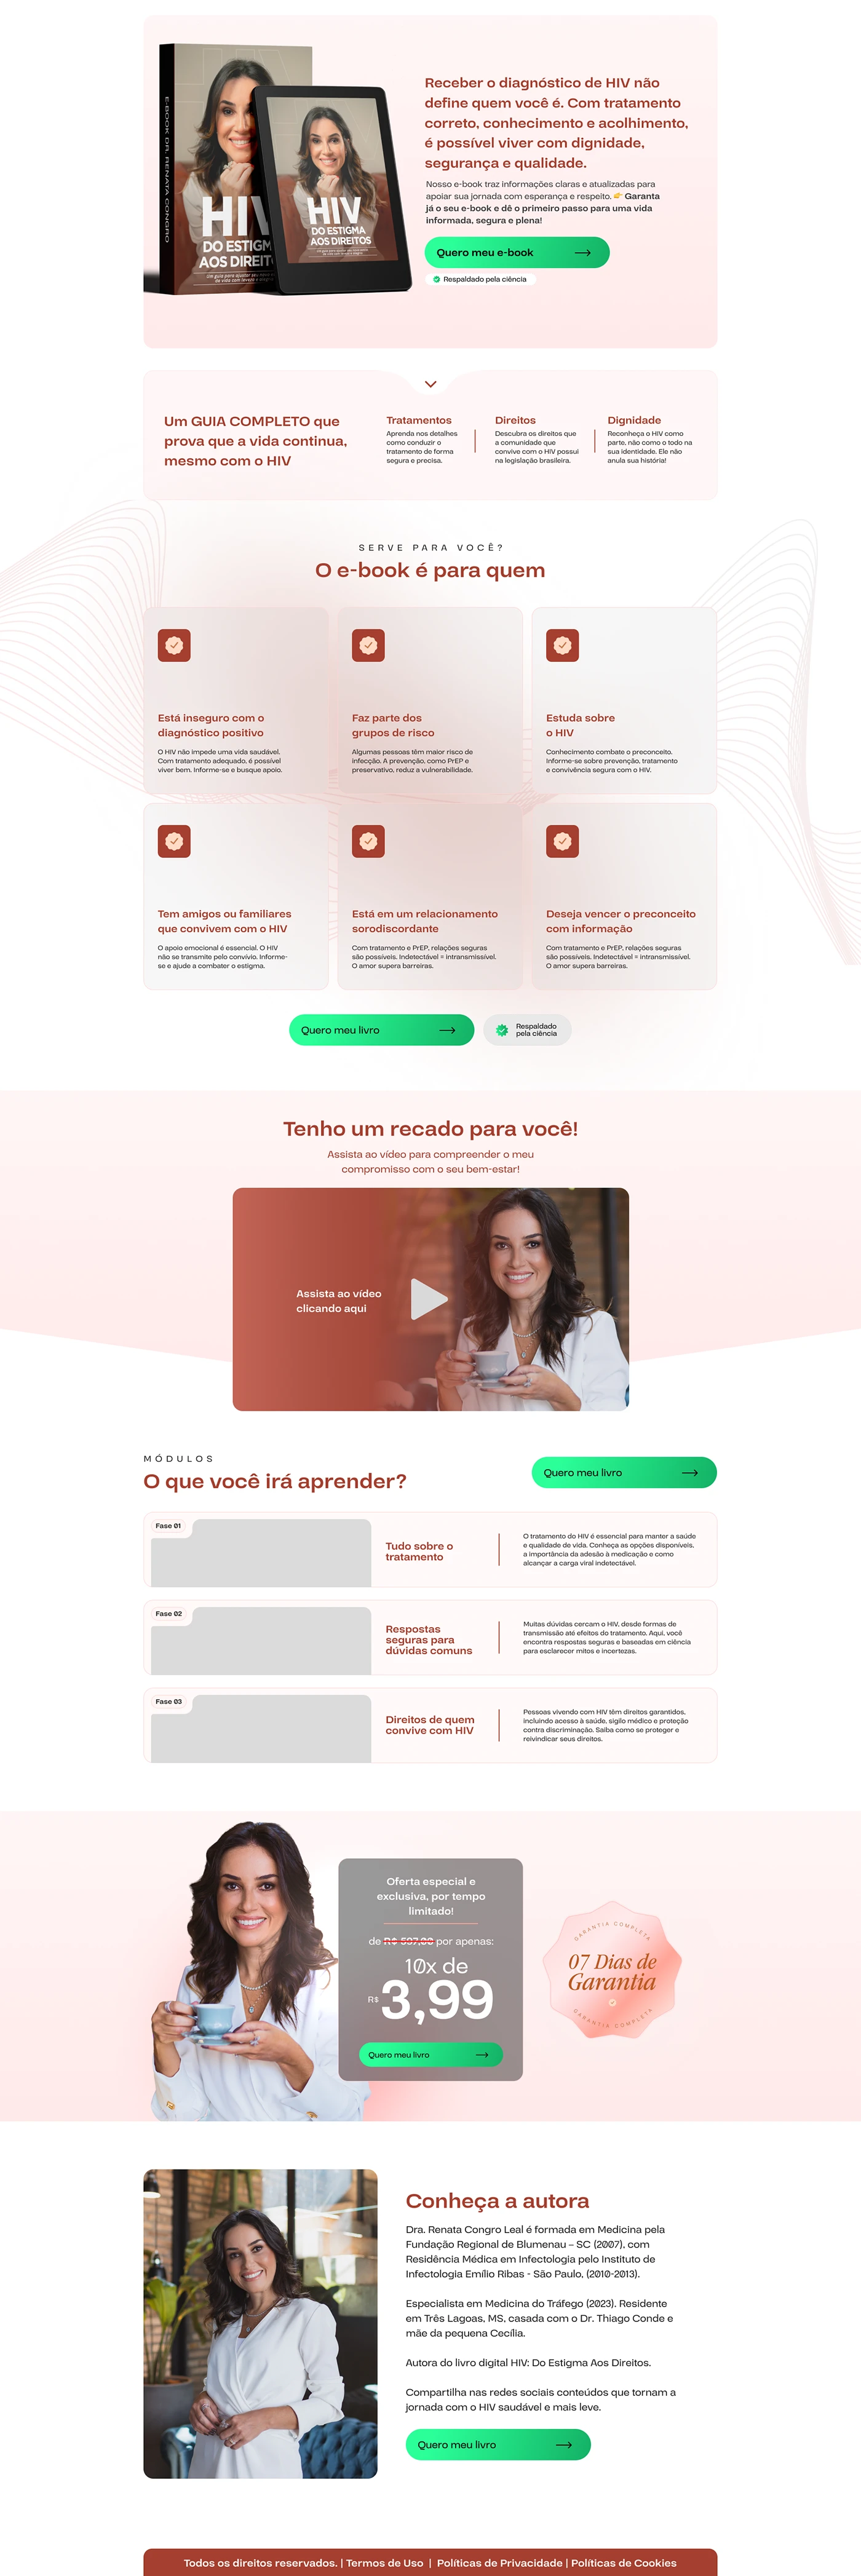 E-BOOK DR. RENATA CONGRO
HIV
DO ESTIGMA
AOS DIREITOS
HIV
DO ESTIGMA
AOS DIREITOS
Receber o diagnóstico de HIV não
define quem você é. Com tratamento
correto, conhecimento e acolhimento,
é possível viver com dignidade,
segurança e qualidade.
Nosso e-book traz informações claras e atualizadas para
apoiar sua jornada com esperança e respeito. 👉 Garanta
já o seu e-book e dê o primeiro passo para uma vida
informada, segura e plena!
Quero meu e-book
Respaldado pela ciência
Um GUIA COMPLETO que
prova que a vida continua,
mesmo com o HIV
Tratamentos
Aprenda nos detalhes
como conduzir o
tratamento de forma
segura e precisa.
Direitos
Descubra os direitos que
a comunidade que
convive com o HIV possui
na legislação brasileira.
Dignidade
Reconheça o HIV como
parte, não como o todo na
sua identidade. Ele não
anula sua história!
SERVE PARA VOCÊ?
O e-book é para quem
Está inseguro com o
diagnóstico positivo
O HIV não impede uma vida saudável.
Com tratamento adequado, é possível
viver bem. Informe-se e busque apoio.
Faz parte dos
grupos de risco
Algumas pessoas têm maior risco de
infecção. A prevenção, como PrEP e
preservativo, reduz a vulnerabilidade.
Estuda sobre
o HIV
Conhecimento combate o preconceito.
Informe-se sobre prevenção, tratamento
e convivência segura com o HIV.
Tem amigos ou familiares
que convivem com o HIV
O apoio emocional é essencial. O HIV
não se transmite pelo convívio. Informe-
se e ajude a combater o estigma.
Está em um relacionamento
sorodiscordante
Com tratamento e PrEP, relações seguras
são possíveis. Indetectável = intransmissível.
O amor supera barreiras.
Deseja vencer o preconceito
com informação
Com tratamento e PrEP, relações seguras
são possíveis. Indetectável = intransmissível.
O amor supera barreiras.
Quero meu livro
Respaldado
pela ciência
Tenho um recado para você!
Assista ao vídeo para compreender o meu
compromisso com o seu bem-estar!
Assista ao vídeo
clicando aqui
MÓDULOS
O que você irá aprender?
Quero meu livro
Fase 01
Tudo sobre o
tratamento
O tratamento do HIV é essencial para manter a saúde
e qualidade de vida. Conheça as opções disponíveis,
a importância da adesão à medicação e como
alcançar a carga viral indetectável.
Fase 02
Respostas
seguras para
dúvidas comuns
Muitas dúvidas cercam o HIV, desde formas de
transmissão até efeitos do tratamento. Aqui, você
encontra respostas seguras e baseadas em ciência
para esclarecer mitos e incertezas.
Fase 03
Direitos de quem
convive com HIV
Pessoas vivendo com HIV têm direitos garantidos,
incluindo acesso à saúde, sigilo médico e proteção
contra discriminação. Saiba como se proteger e
reivindicar seus direitos.
Oferta especial e
exclusiva, por tempo
limitado!
de R$ 597,00 por apenas:
10x de
R$ 3,99
Quero meu livro
GARANTIA COMPLETA
07 Dias de
Garantia
GARANTIA COMPLETA
Conheça a autora
Dra. Renata Congro Leal é formada em Medicina pela
Fundação Regional de Blumenau – SC (2007), com
Residência Médica em Infectologia pelo Instituto de
Infectologia Emílio Ribas - São Paulo, (2010-2013).
Especialista em Medicina do Tráfego (2023). Residente
em Três Lagoas, MS, casada com o Dr. Thiago Conde e
mãe da pequena Cecília.
Autora do livro digital HIV: Do Estigma Aos Direitos.
Compartilha nas redes sociais conteúdos que tornam a
jornada com o HIV saudável e mais leve.
Quero meu livro
Todos os direitos reservados. | Termos de Uso | Políticas de Privacidade | Políticas de Cookies